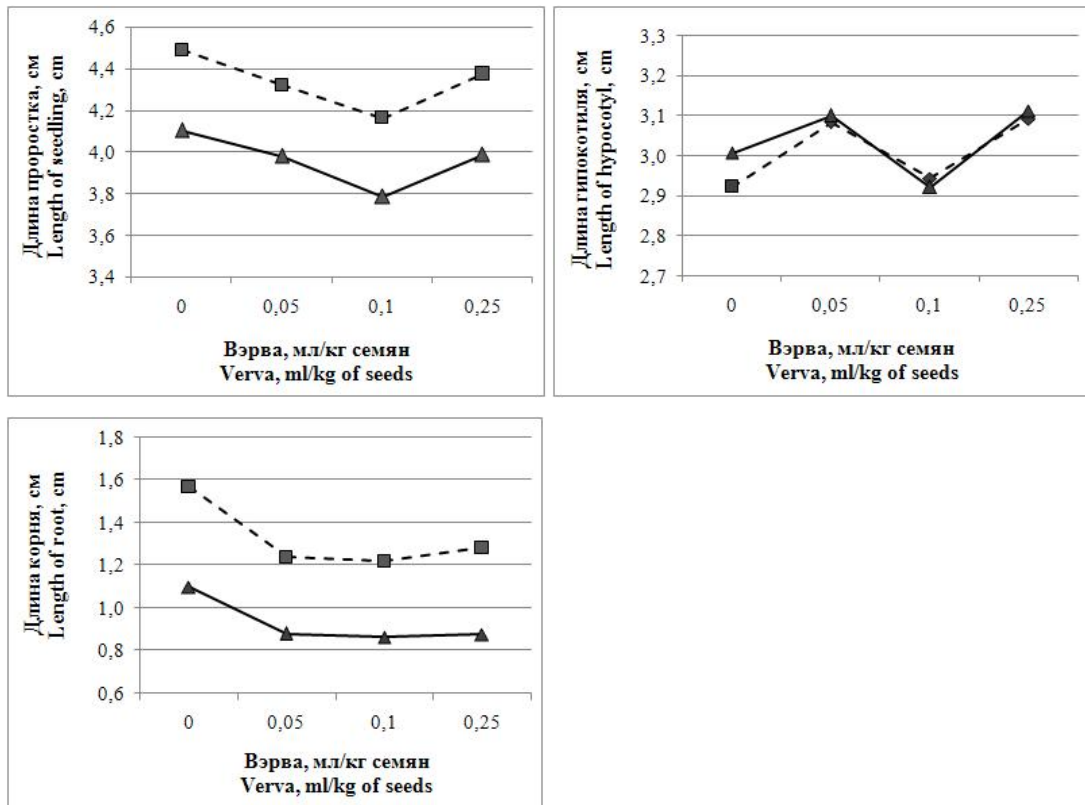 Длина проростка, см
Length of seedling, cm
4,6
4,4
4,2
4,0
3,8
3,6
3,4
0 0,05 0,1 0,25
Вэрва, мл/кг семян
Verva, ml/kg of seeds
Длина гипокотиля, см
Length of hypocotyl, cm
3,3
3,2
3,1
3,0
2,9
2,8
2,7
0 0,05 0,1 0,25
Вэрва, мл/кг семян
Verva, ml/kg of seeds
Длина корня, см
Length of root, cm
1,8
1,6
1,4
1,2
1,0
0,8
0,6
0 0,05 0,1 0,25
Вэрва, мл/кг семян
Verva, ml/kg of seeds